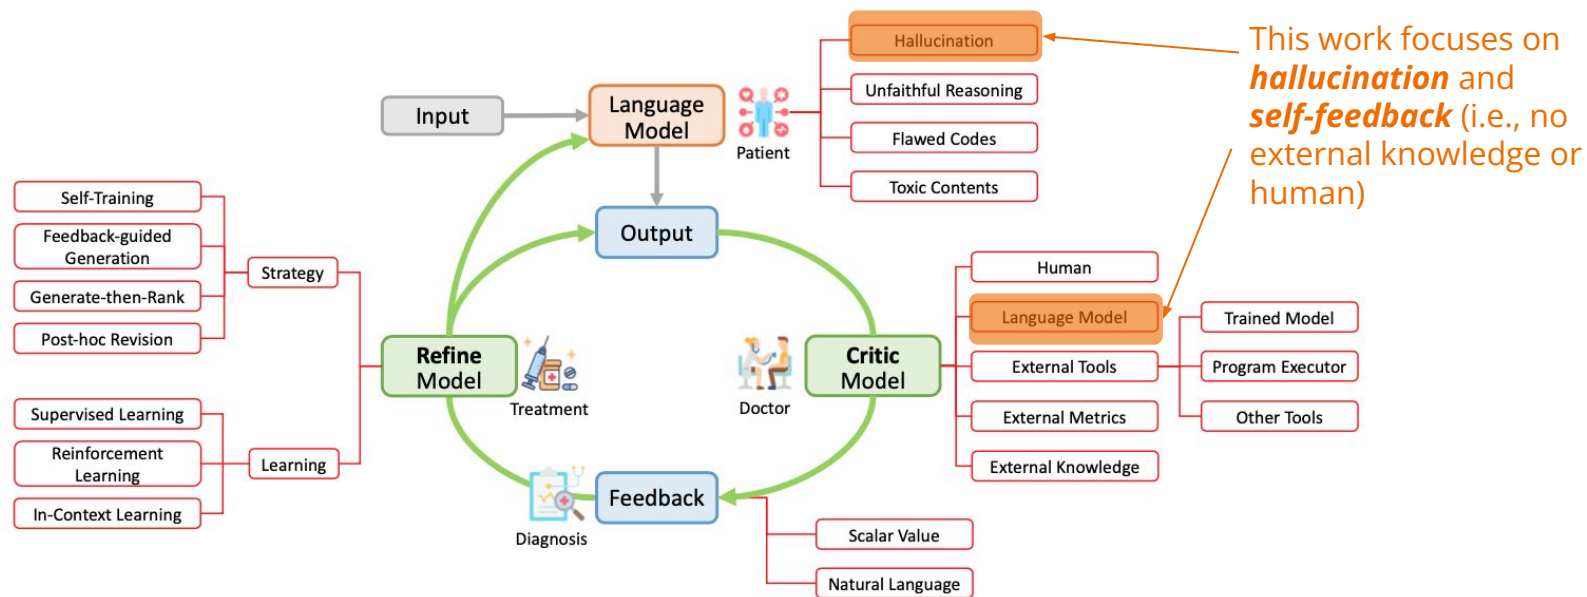 Hallucination
Unfaithful Reasoning
Flawed Codes
Toxic Contents
This work focuses on
hallucination and
self-feedback (i.e., no
external knowledge or
human)
Input
Language
Model
Patient
Output
Self-Training
Feedback-guided
Generation
Generate-then-Rank
Post-hoc Revision
Strategy
Supervised Learning
Reinforcement
Learning
In-Context Learning
Learning
Refine
Model
Treatment
Doctor
Critic
Model
Human
Language Model
External Tools
External Metrics
External Knowledge
Trained Model
Program Executor
Other Tools
Diagnosis
Feedback
Scalar Value
Natural Language